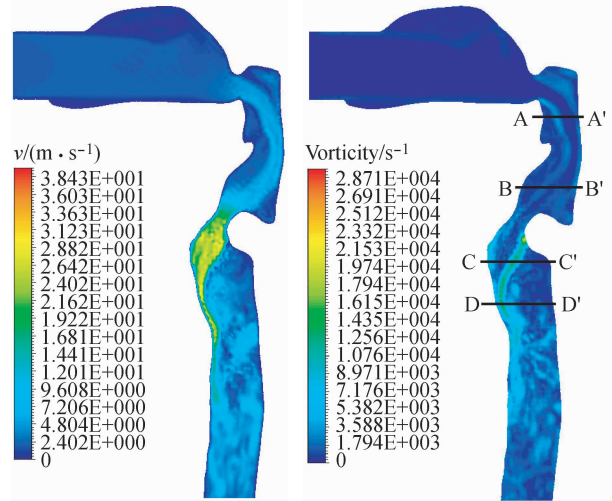 v/(m · s⁻¹)
3.843E+001
3.603E+001
3.363E+001
3.123E+001
2.882E+001
2.642E+001
2.402E+001
2.162E+001
1.922E+001
1.681E+001
1.441E+001
1.201E+001
9.608E+000
7.206E+000
4.804E+000
2.402E+000
0
Vorticity/s⁻¹
2.871E+004
2.691E+004
2.512E+004
2.332E+004
2.153E+004
1.974E+004
1.794E+004
1.615E+004
1.435E+004
1.256E+004
1.076E+004
8.971E+003
7.176E+003
5.382E+003
3.588E+003
1.794E+003
0
A A'
B B'
C C'
D D'